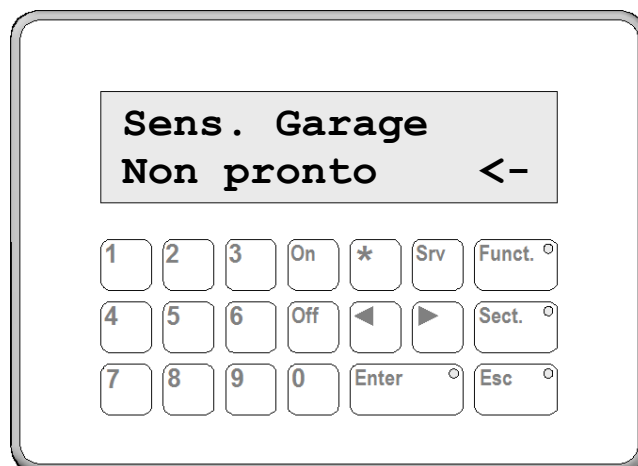 Sens. Garage
Non pronto <-
1 2 3 On * Srv Funct.
4 5 6 Off ◀ ▶ Sect.
7 8 9 0 Enter Esc